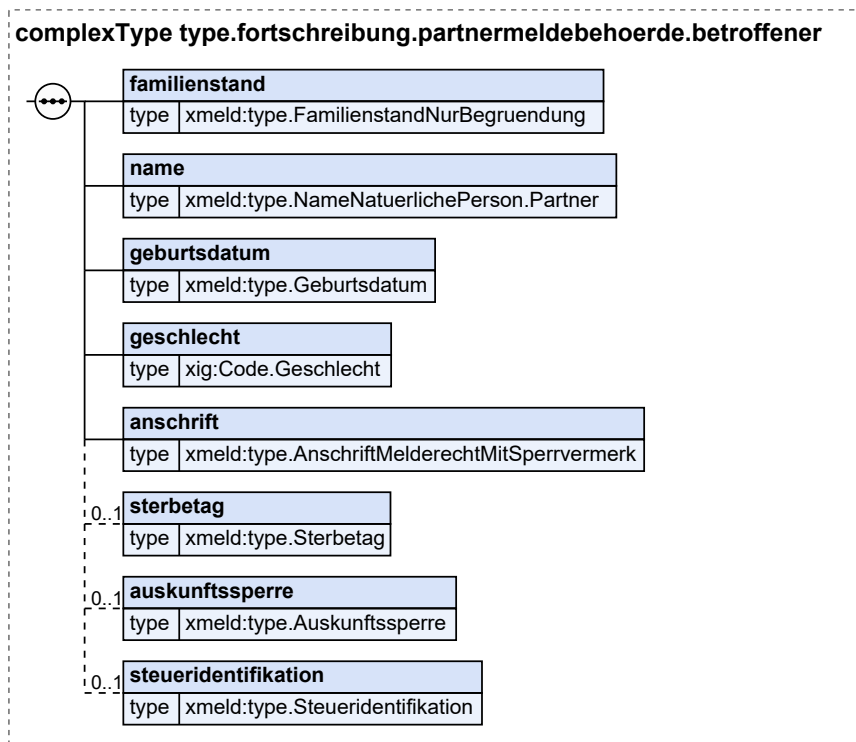 complexType type.fortschreibung.partnermeldebehoerde.betroffener
familienstand
type xmeld:type.FamilienstandNurBegruendung
name
type xmeld:type.NameNatuerlichePerson.Partner
geburtsdatum
type xmeld:type.Geburtsdatum
geschlecht
type xig:Code.Geschlecht
anschrift
type xmeld:type.AnschriftMelderechtMitSperrvermerk
0..1 sterbetag
type xmeld:type.Sterbetag
0..1 auskunftssperre
type xmeld:type.Auskunftssperre
0..1 steueridentifikation
type xmeld:type.Steueridentifikation